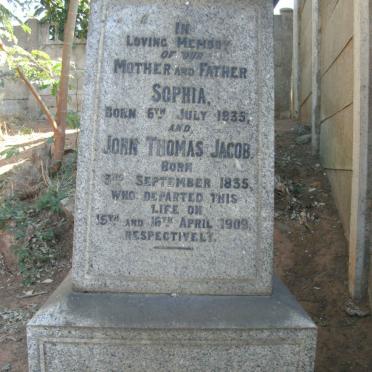 IN
LOVING MEMORY
OF OUR
MOTHER AND FATHER
SOPHIA,
BORN 6TH JULY 1835,
AND,
JOHN THOMAS JACOB.
BORN
3RD SEPTEMBER 1835,
WHO DEPARTED THIS
LIFE ON
15TH AND 16TH APRIL 1909,
RESPECTIVELY.